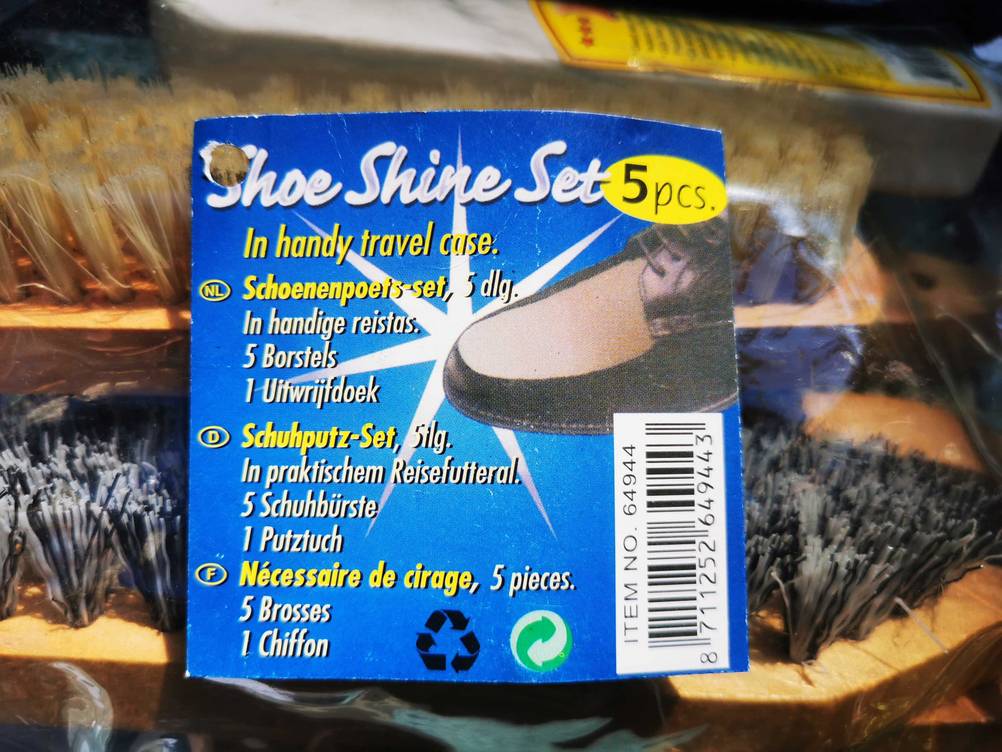 Shoe Shine Set 5pcs.
In handy travel case.
NL Schoenenpoets-set, 5 dlg.
In handige reistas.
5 Borstels
1 Uitwrijfdoek
D Schuhputz-Set, 5tlg.
In praktischem Reisefutteral.
5 Schuhbürste
1 Putztuch
F Nécessaire de cirage, 5 pieces.
5 Brosses
1 Chiffon
ITEM NO. 64944
8 711252 649443